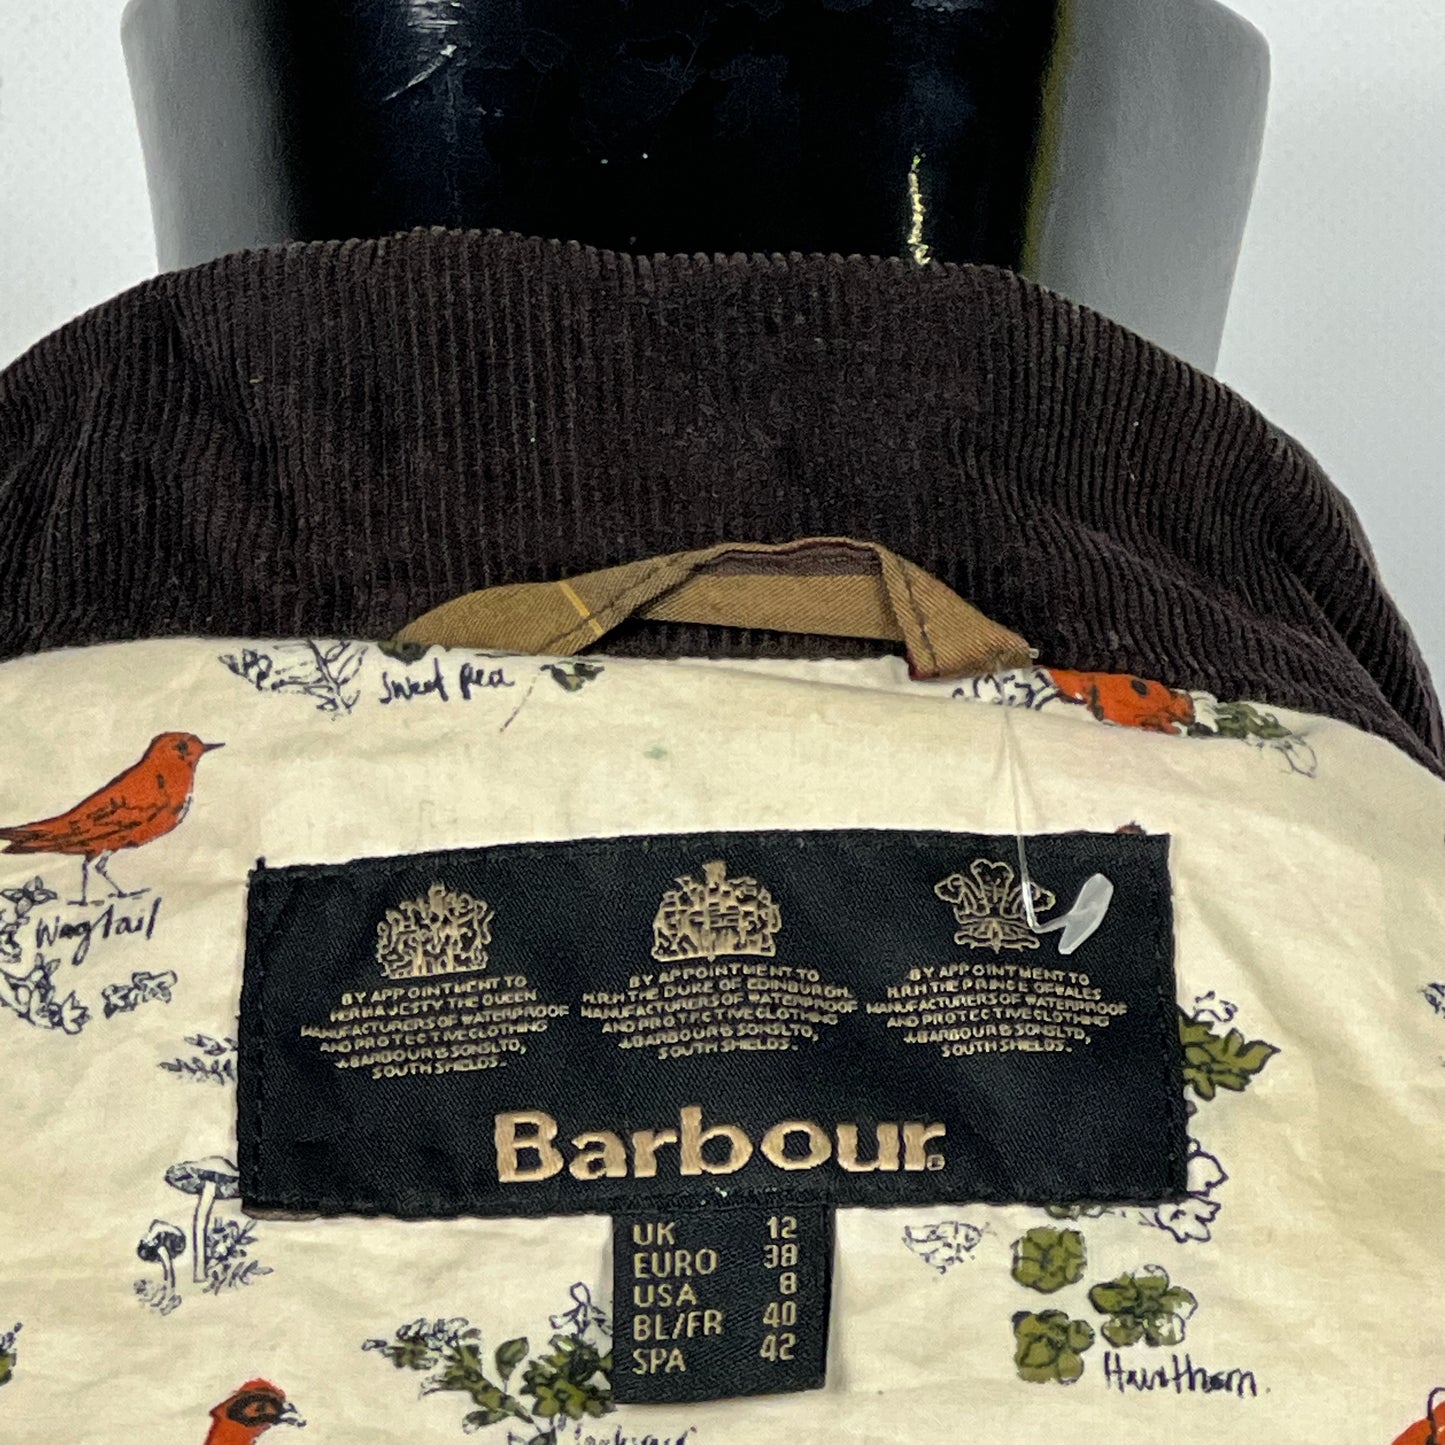 Sweet pea
Wagtail
BY APPOINTMENT TO
HER MAJESTY THE QUEEN
MANUFACTURERS OF WATERPROOF
AND PROTECTIVE CLOTHING
J.BARBOUR & SONS LTD,
SOUTH SHIELDS.
BY APPOINTMENT TO
H.R.H THE DUKE OF EDINBURGH
MANUFACTURERS OF WATERPROOF
AND PROTECTIVE CLOTHING
J.BARBOUR & SONS LTD,
SOUTH SHIELDS.
BY APPOINTMENT TO
H.R.H THE PRINCE OF WALES
MANUFACTURERS OF WATERPROOF
AND PROTECTIVE CLOTHING
J.BARBOUR & SONS LTD,
SOUTH SHIELDS.
Barbour
UK 12
EURO 38
USA 8
BL/FR 40
SPA 42
Hawthorn.